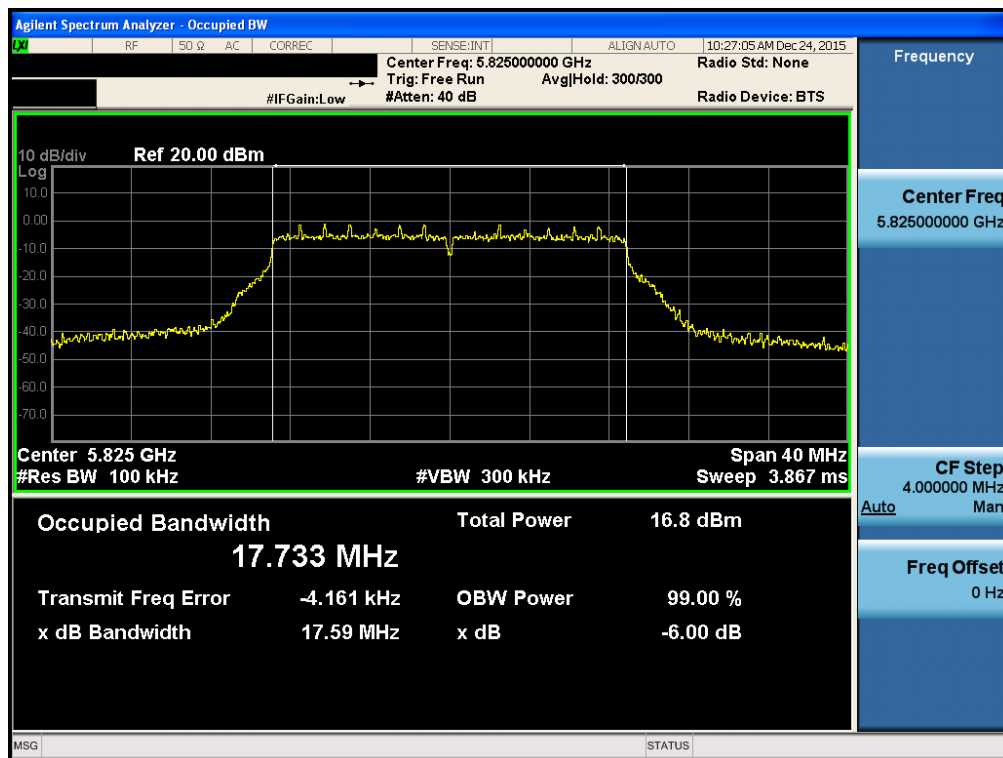 Agilent Spectrum Analyzer - Occupied BW
LXI RF 50 Ω AC CORREC SENSE:INT ALIGN AUTO 10:27:05 AM Dec 24, 2015
Center Freq: 5.825000000 GHz Radio Std: None
Trig: Free Run Avg|Hold: 300/300
#IFGain:Low #Atten: 40 dB Radio Device: BTS
10 dB/div Ref 20.00 dBm
Log
10.0
0.00
-10.0
-20.0
-30.0
-40.0
-50.0
-60.0
-70.0
Center 5.825 GHz Span 40 MHz
#Res BW 100 kHz #VBW 300 kHz Sweep 3.867 ms
Occupied Bandwidth Total Power 16.8 dBm
17.733 MHz
Transmit Freq Error -4.161 kHz OBW Power 99.00 %
x dB Bandwidth 17.59 MHz x dB -6.00 dB
MSG STATUS
Frequency
Center Freq
5.825000000 GHz
CF Step
4.000000 MHz
Auto Man
Freq Offset
0 Hz